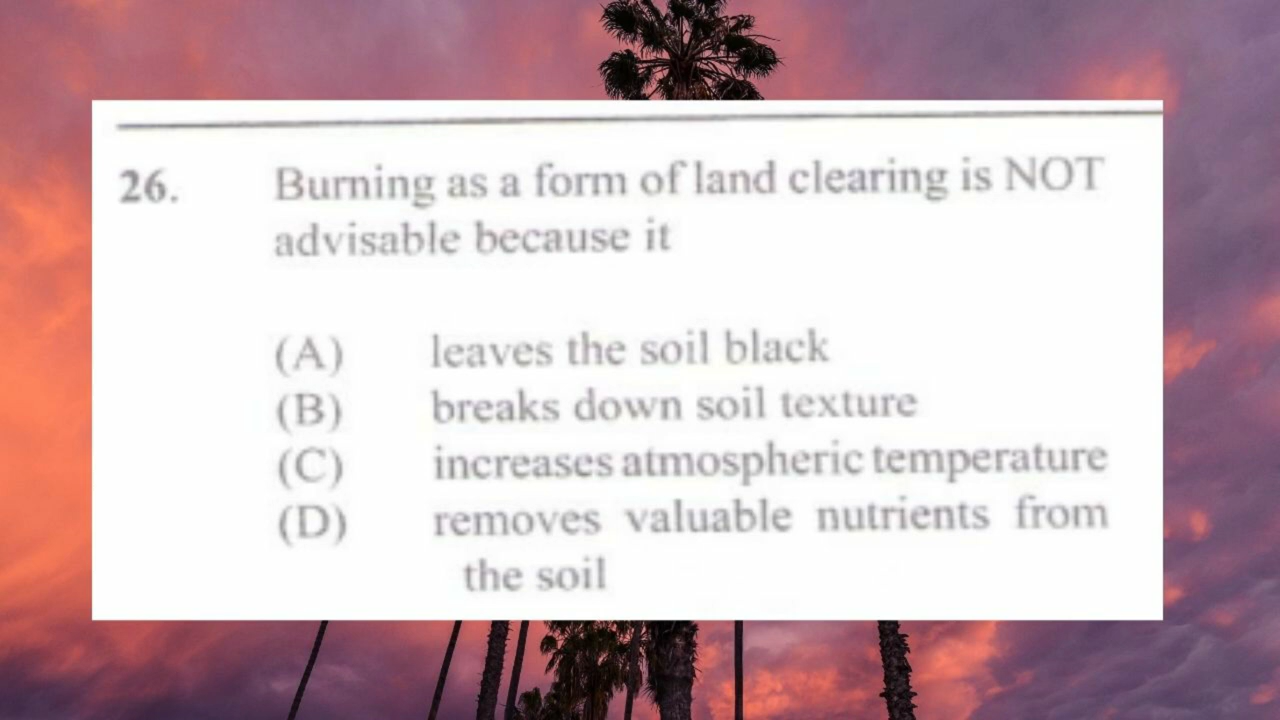 26. Burning as a form of land clearing is NOT
advisable because it
(A) leaves the soil black
(B) breaks down soil texture
(C) increases atmospheric temperature
(D) removes valuable nutrients from
the soil